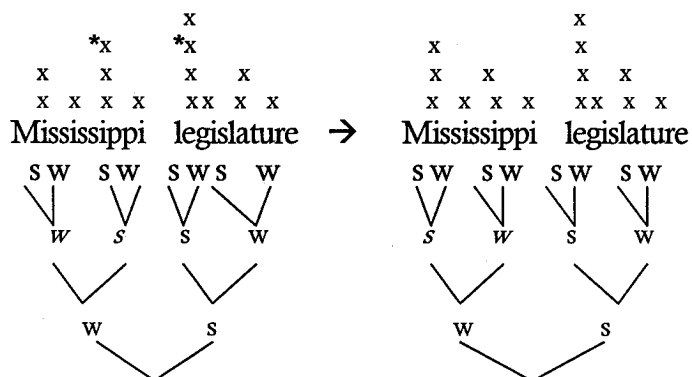 x x
*x *x x
x x x x x x x x
x x x x xx x x x x x x xx x x
Mississippi legislature → Mississippi legislature
S W S W S W S W S W S W S W S W
w s s w s w s w
w s w s